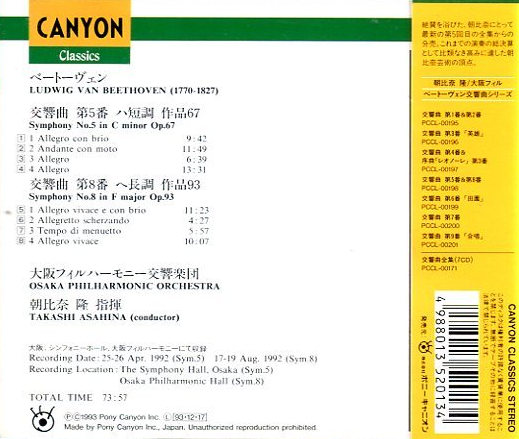 CANYON
Classics
ベートーヴェン
LUDWIG VAN BEETHOVEN (1770-1827)
交響曲 第5番 ハ短調 作品67
Symphony No.5 in C minor Op.67
1 1 Allegro con brio 9:42
2 2 Andante con moto 11:49
3 3 Allegro 6:39
4 4 Allegro 13:31
交響曲 第8番 ヘ長調 作品93
Symphony No.8 in F major Op.93
5 1 Allegro vivace e con brio 11:23
6 2 Allegretto scherzando 4:27
7 3 Tempo di menuetto 5:57
8 4 Allegro vivace 10:07
大阪フィルハーモニー交響楽団
OSAKA PHILHARMONIC ORCHESTRA
朝比奈 隆 指揮
TAKASHI ASAHINA (conductor)
大阪、シンフォニーホール、大阪フィルハーモニーにて収録
Recording Date:25-26 Apr. 1992 (Sym.5) 17-19 Aug. 1992 (Sym 8)
Recording Location: The Symphony Hall, Osaka (Sym.5)
Osaka Philharmonic Hall (Sym.8)
TOTAL TIME 73:57
Ⓟ©1993 Pony Canyon Inc. Ⓛ(93・12・17)
Made by Pony Canyon Inc., Japan. Unauthorized reproduction prohibited.
絶賛を浴びた、朝比奈にとって
最新の第5回目の全集から
の分売。これまでの演奏の総決算
として比類なき高みに達した朝
比奈芸術の頂点。
朝比奈 隆/大阪フィル
ベートーヴェン交響曲シリーズ
交響曲 第1番&第2番
PCCL-00195
交響曲 第3番「英雄」
PCCL-00196
交響曲 第4番&
序曲「レオノーレ」第3番
PCCL-00197
交響曲 第5番&第8番
PCCL-00198
交響曲 第6番「田園」
PCCL-00199
交響曲 第7番
PCCL-00200
交響曲 第9番「合唱」
PCCL-00201
交響曲全集(7CD)
PCCL-00171
CANYON CLASSICS STEREO
発売元
株式会社 ポニーキャニオン
4 988013 520134